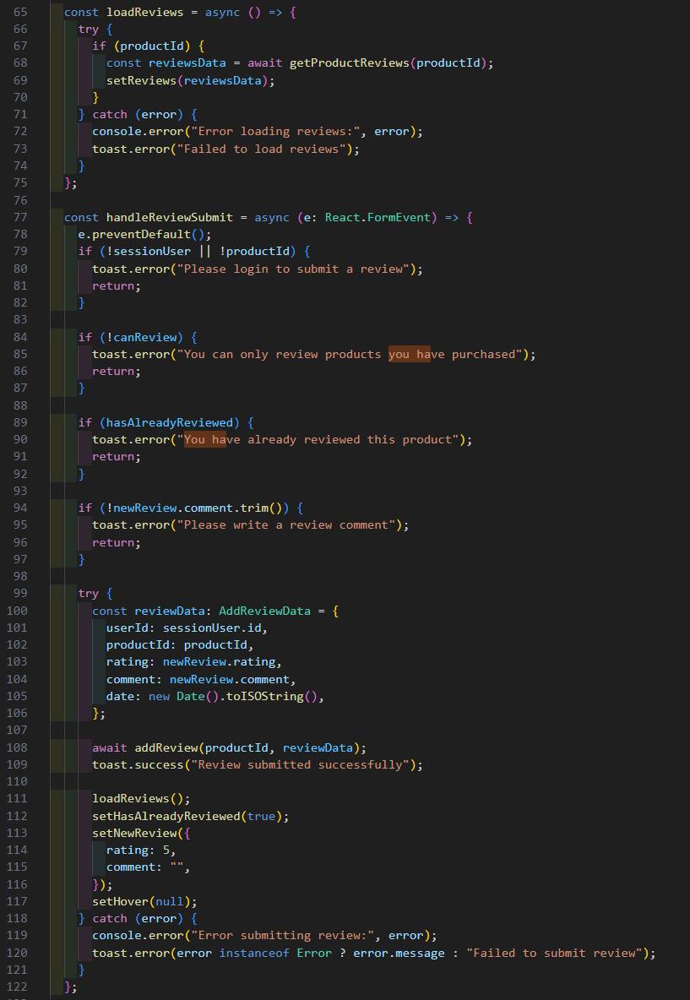 65 const loadReviews = async () => {
66 try {
67 if (productId) {
68 const reviewsData = await getProductReviews(productId);
69 setReviews(reviewsData);
70 }
71 } catch (error) {
72 console.error("Error loading reviews:", error);
73 toast.error("Failed to load reviews");
74 }
75 };
76
77 const handleReviewSubmit = async (e: React.FormEvent) => {
78 e.preventDefault();
79 if (!sessionUser || !productId) {
80 toast.error("Please login to submit a review");
81 return;
82 }
83
84 if (!canReview) {
85 toast.error("You can only review products you have purchased");
86 return;
87 }
88
89 if (hasAlreadyReviewed) {
90 toast.error("You have already reviewed this product");
91 return;
92 }
93
94 if (!newReview.comment.trim()) {
95 toast.error("Please write a review comment");
96 return;
97 }
98
99 try {
100 const reviewData: AddReviewData = {
101 userId: sessionUser.id,
102 productId: productId,
103 rating: newReview.rating,
104 comment: newReview.comment,
105 date: new Date().toISOString(),
106 };
107
108 await addReview(productId, reviewData);
109 toast.success("Review submitted successfully");
110
111 loadReviews();
112 setHasAlreadyReviewed(true);
113 setNewReview({
114 rating: 5,
115 comment: "",
116 });
117 setHover(null);
118 } catch (error) {
119 console.error("Error submitting review:", error);
120 toast.error(error instanceof Error ? error.message : "Failed to submit review");
121 }
122 };